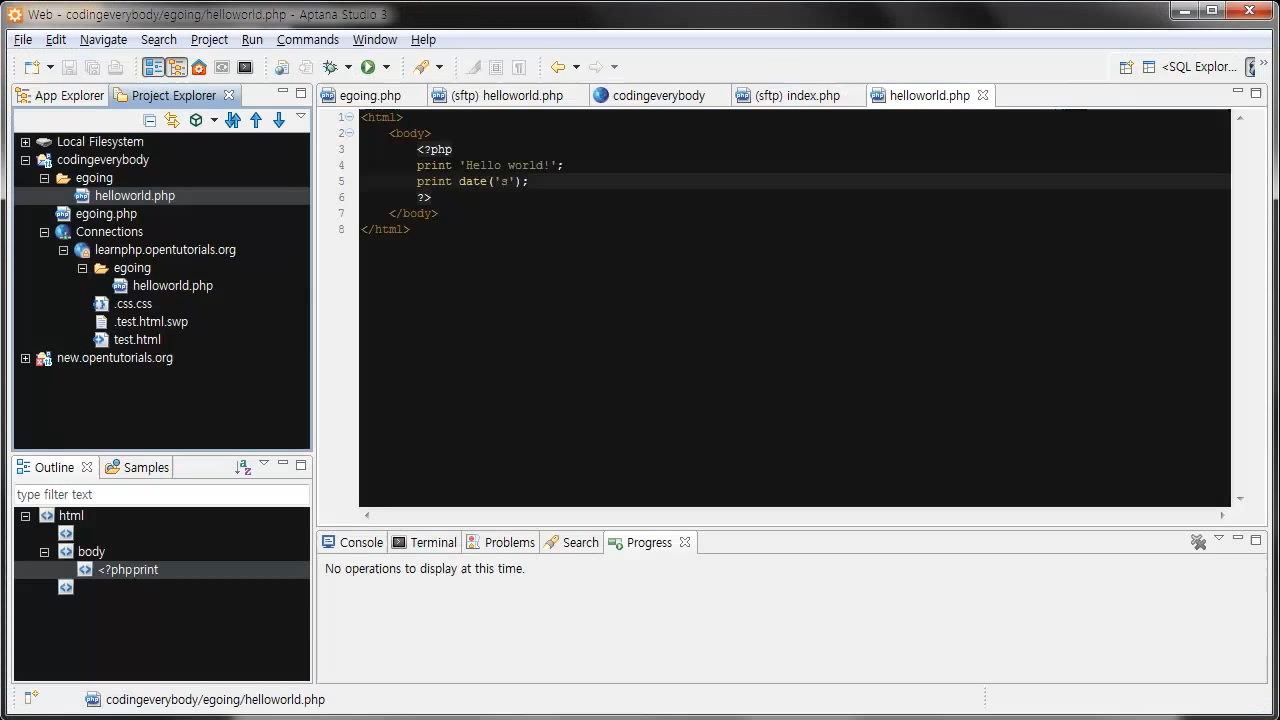 Web - codingeverybody/egoing/helloworld.php - Aptana Studio 3
File Edit Navigate Search Project Run Commands Window Help
<SQL Explor...
App Explorer Project Explorer
Local Filesystem
codingeverybody
egoing
helloworld.php
egoing.php
Connections
learnphp.opentutorials.org
egoing
helloworld.php
.css.css
.test.html.swp
test.html
new.opentutorials.org
Outline Samples
type filter text
html
body
<?php print
egoing.php (sftp) helloworld.php codingeverybody (sftp) index.php helloworld.php
1 <html>
2 <body>
3 <?php
4 print 'Hello world!';
5 print date('s');
6 ?>
7 </body>
8 </html>
Console Terminal Problems Search Progress
No operations to display at this time.
codingeverybody/egoing/helloworld.php